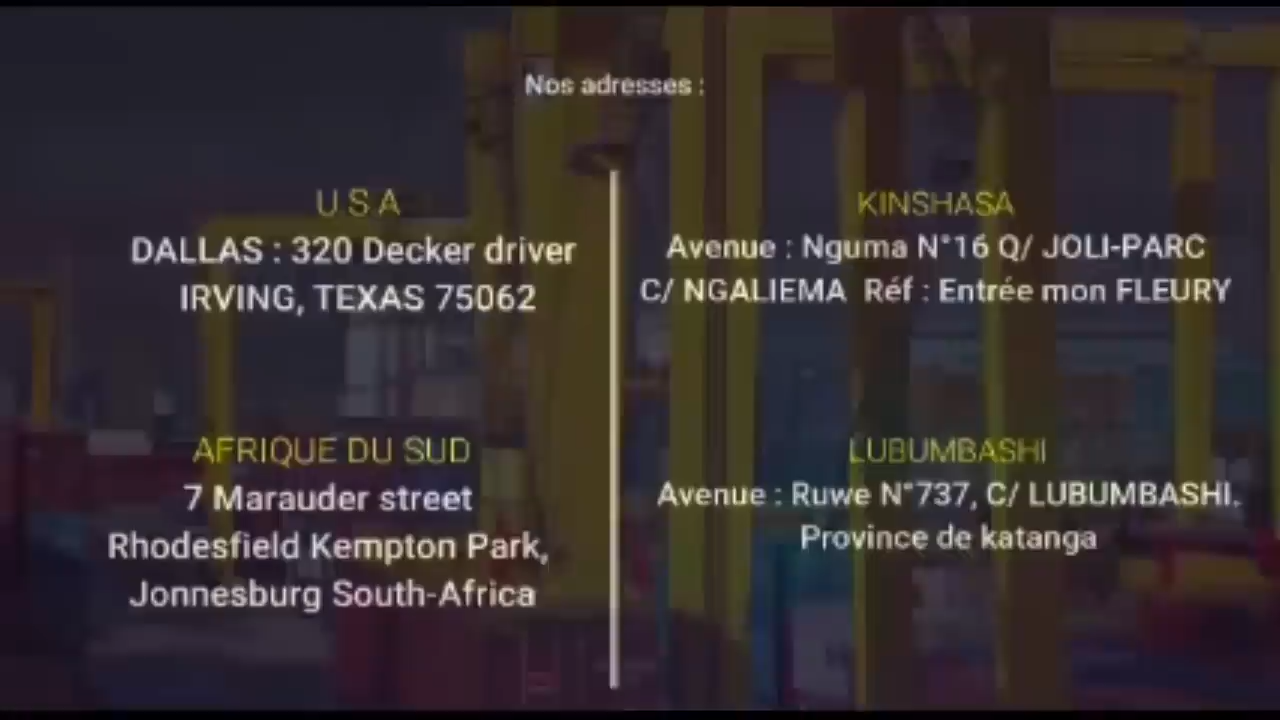 Nos adresses :
U S A
DALLAS : 320 Decker driver
IRVING, TEXAS 75062
AFRIQUE DU SUD
7 Marauder street
Rhodesfield Kempton Park,
Jonnesburg South-Africa
KINSHASA
Avenue : Nguma N°16 Q/ JOLI-PARC
C/ NGALIEMA Réf : Entrée mon FLEURY
LUBUMBASHI
Avenue : Ruwe N°737, C/ LUBUMBASHI.
Province de katanga